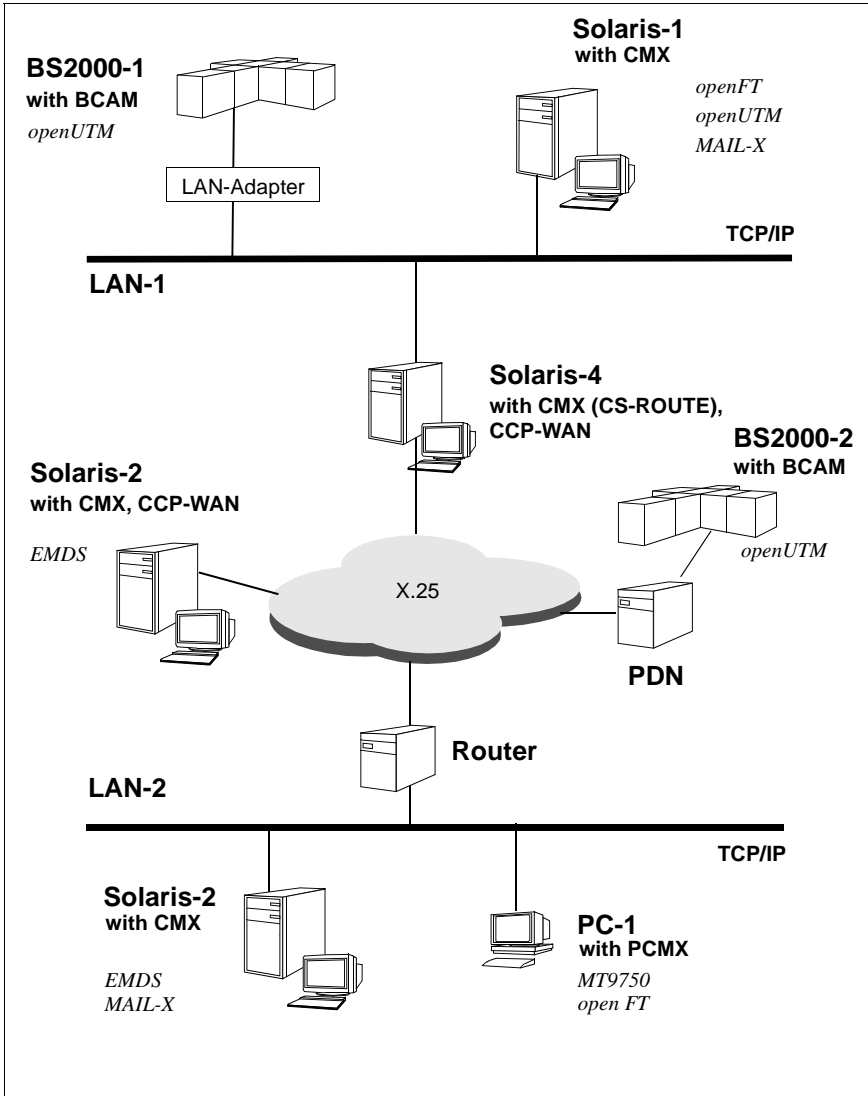 Solaris-1
with CMX
BS2000-1
with BCAM
openUTM
openFT
openUTM
MAIL-X
LAN-Adapter
TCP/IP
LAN-1
Solaris-4
with CMX (CS-ROUTE),
CCP-WAN
BS2000-2
with BCAM
openUTM
Solaris-2
with CMX, CCP-WAN
EMDS
X.25
PDN
Router
LAN-2
TCP/IP
Solaris-2
with CMX
EMDS
MAIL-X
PC-1
with PCMX
MT9750
open FT